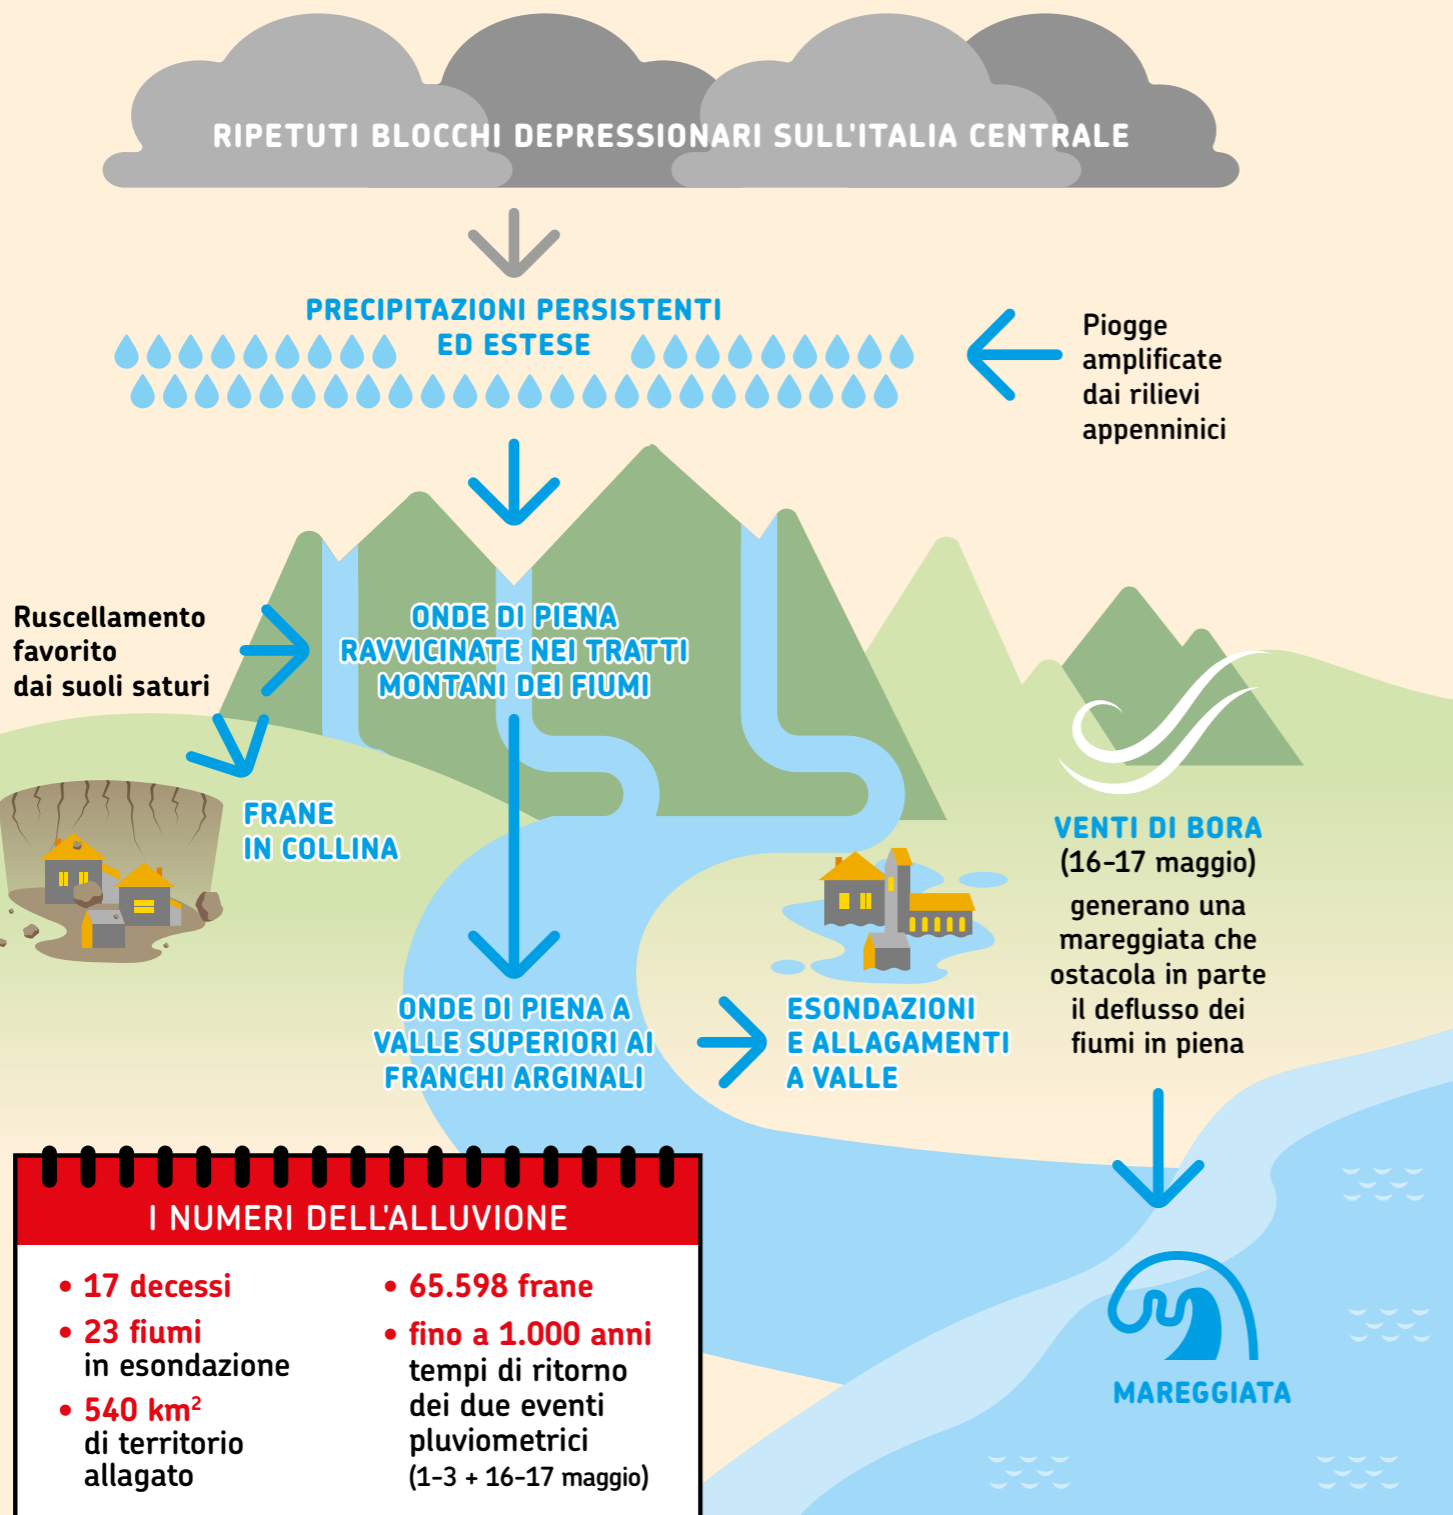 RIPETUTI BLOCCHI DEPRESSIONARI SULL'ITALIA CENTRALE
PRECIPITAZIONI PERSISTENTI
ED ESTESE
Piogge
amplificate
dai rilievi
appenninici
Ruscellamento
favorito
dai suoli saturi
ONDE DI PIENA
RAVVICINATE NEI TRATTI
MONTANI DEI FIUMI
FRANE
IN COLLINA
VENTI DI BORA
(16-17 maggio)
generano una
mareggiata che
ostacola in parte
il deflusso dei
fiumi in piena
ONDE DI PIENA A
VALLE SUPERIORI AI
FRANCHI ARGINALI
ESONDAZIONI
E ALLAGAMENTI
A VALLE
MAREGGIATA
I NUMERI DELL'ALLUVIONE
• 17 decessi
• 23 fiumi
in esondazione
• 540 km²
di territorio
allagato
• 65.598 frane
• fino a 1.000 anni
tempi di ritorno
dei due eventi
pluviometrici
(1-3 + 16-17 maggio)